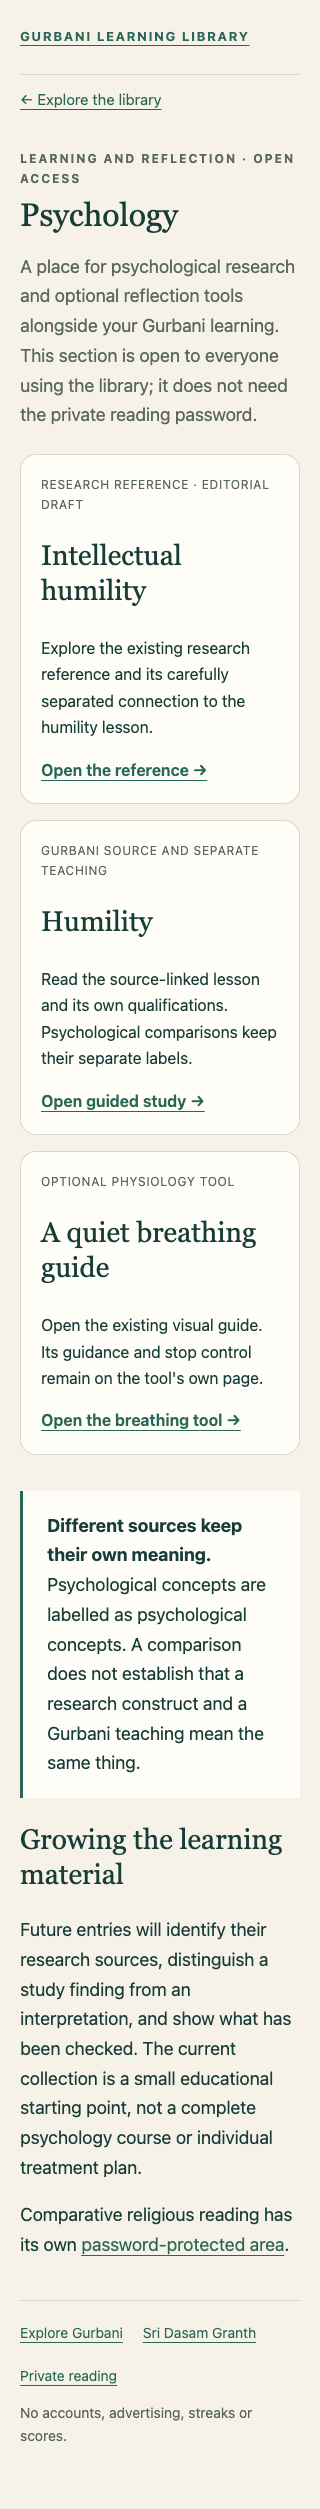 GURBANI LEARNING LIBRARY
← Explore the library
LEARNING AND REFLECTION · OPEN
ACCESS
Psychology
A place for psychological research
and optional reflection tools
alongside your Gurbani learning.
This section is open to everyone
using the library; it does not need
the private reading password.
RESEARCH REFERENCE · EDITORIAL
DRAFT
Intellectual
humility
Explore the existing research
reference and its carefully
separated connection to the
humility lesson.
Open the reference →
GURBANI SOURCE AND SEPARATE
TEACHING
Humility
Read the source-linked lesson
and its own qualifications.
Psychological comparisons keep
their separate labels.
Open guided study →
OPTIONAL PHYSIOLOGY TOOL
A quiet breathing
guide
Open the existing visual guide.
Its guidance and stop control
remain on the tool's own page.
Open the breathing tool →
Different sources keep
their own meaning.
Psychological concepts are
labelled as psychological
concepts. A comparison
does not establish that a
research construct and a
Gurbani teaching mean the
same thing.
Growing the learning
material
Future entries will identify their
research sources, distinguish a
study finding from an
interpretation, and show what has
been checked. The current
collection is a small educational
starting point, not a complete
psychology course or individual
treatment plan.
Comparative religious reading has
its own password-protected area.
Explore Gurbani Sri Dasam Granth
Private reading
No accounts, advertising, streaks or
scores.